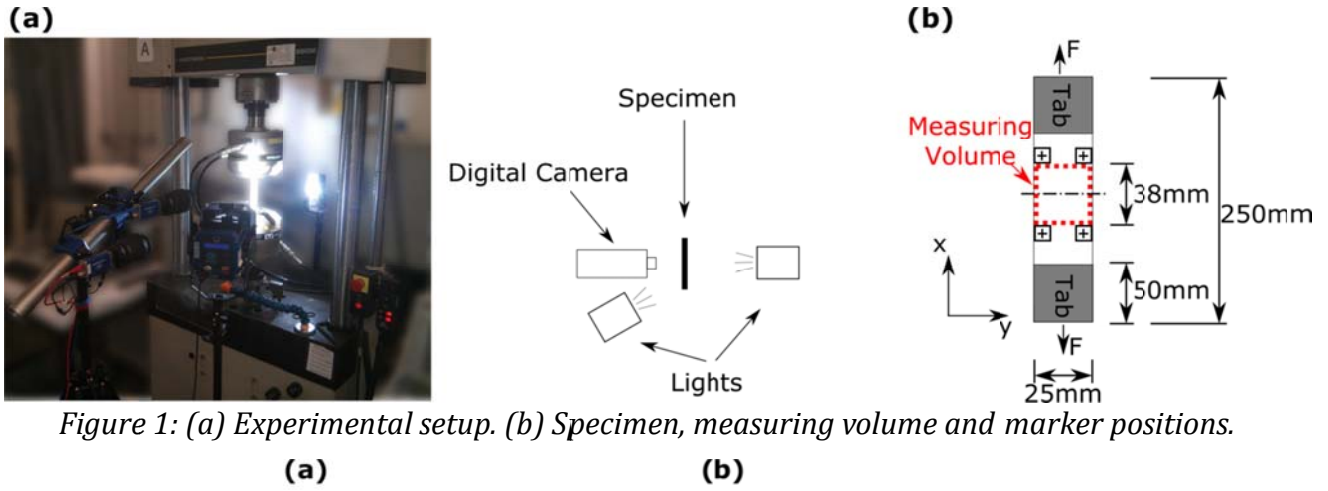 (a)
(b)
A
Specimen
Digital Camera
Lights
F
Tab
Measuring
Volume
+ +
38mm
250mm
+ +
x
y
Tab
50mm
F
25mm
Figure 1: (a) Experimental setup. (b) Specimen, measuring volume and marker positions.
(a)
(b)